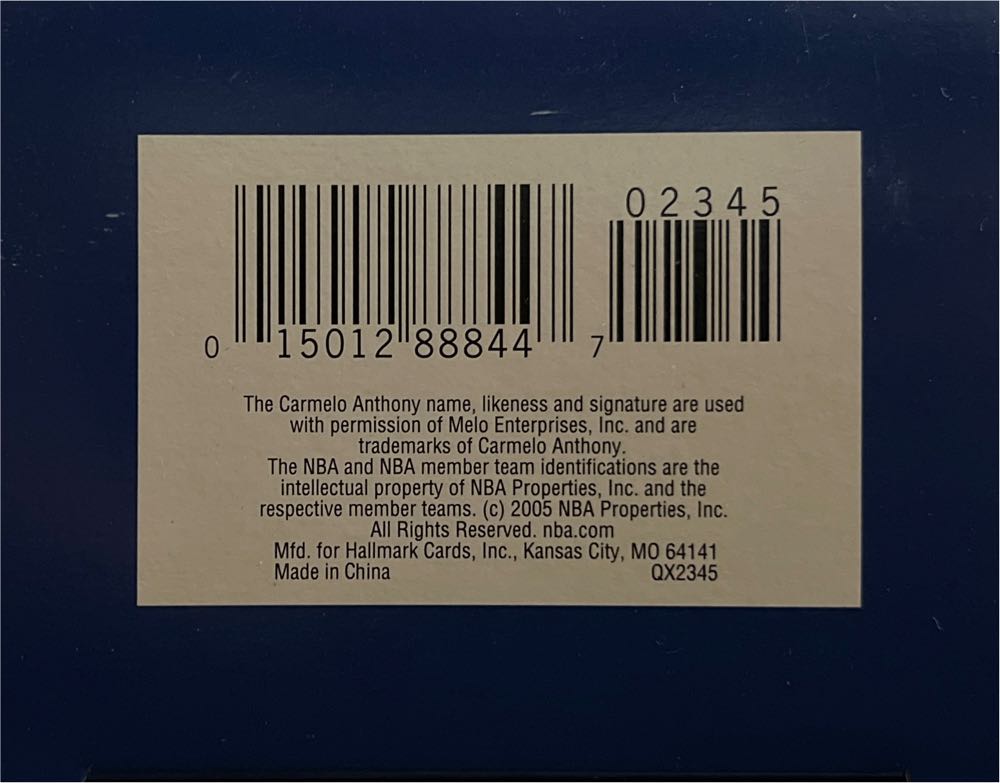 02345
0 15012 88844 7
The Carmelo Anthony name, likeness and signature are used
with permission of Melo Enterprises, Inc. and are
trademarks of Carmelo Anthony.
The NBA and NBA member team identifications are the
intellectual property of NBA Properties, Inc. and the
respective member teams. (c) 2005 NBA Properties, Inc.
All Rights Reserved. nba.com
Mfd. for Hallmark Cards, Inc., Kansas City, MO 64141
Made in China QX2345